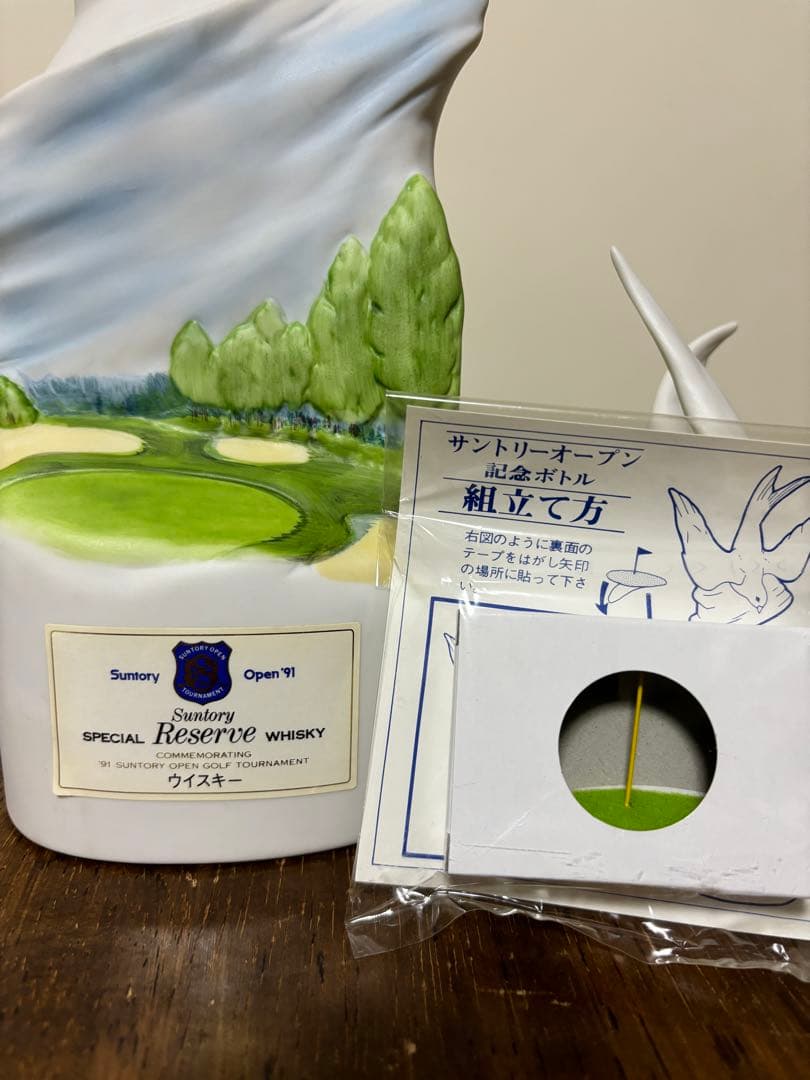 SUNTORY OPEN
TOURNAMENT
Suntory Open '91
Suntory
SPECIAL Reserve WHISKY
COMMEMORATING
'91 SUNTORY OPEN GOLF TOURNAMENT
ウイスキー
サントリーオープン
記念ボトル
組立て方
右図のように裏面の
テープをはがし矢印
の場所に貼って下さ
い。